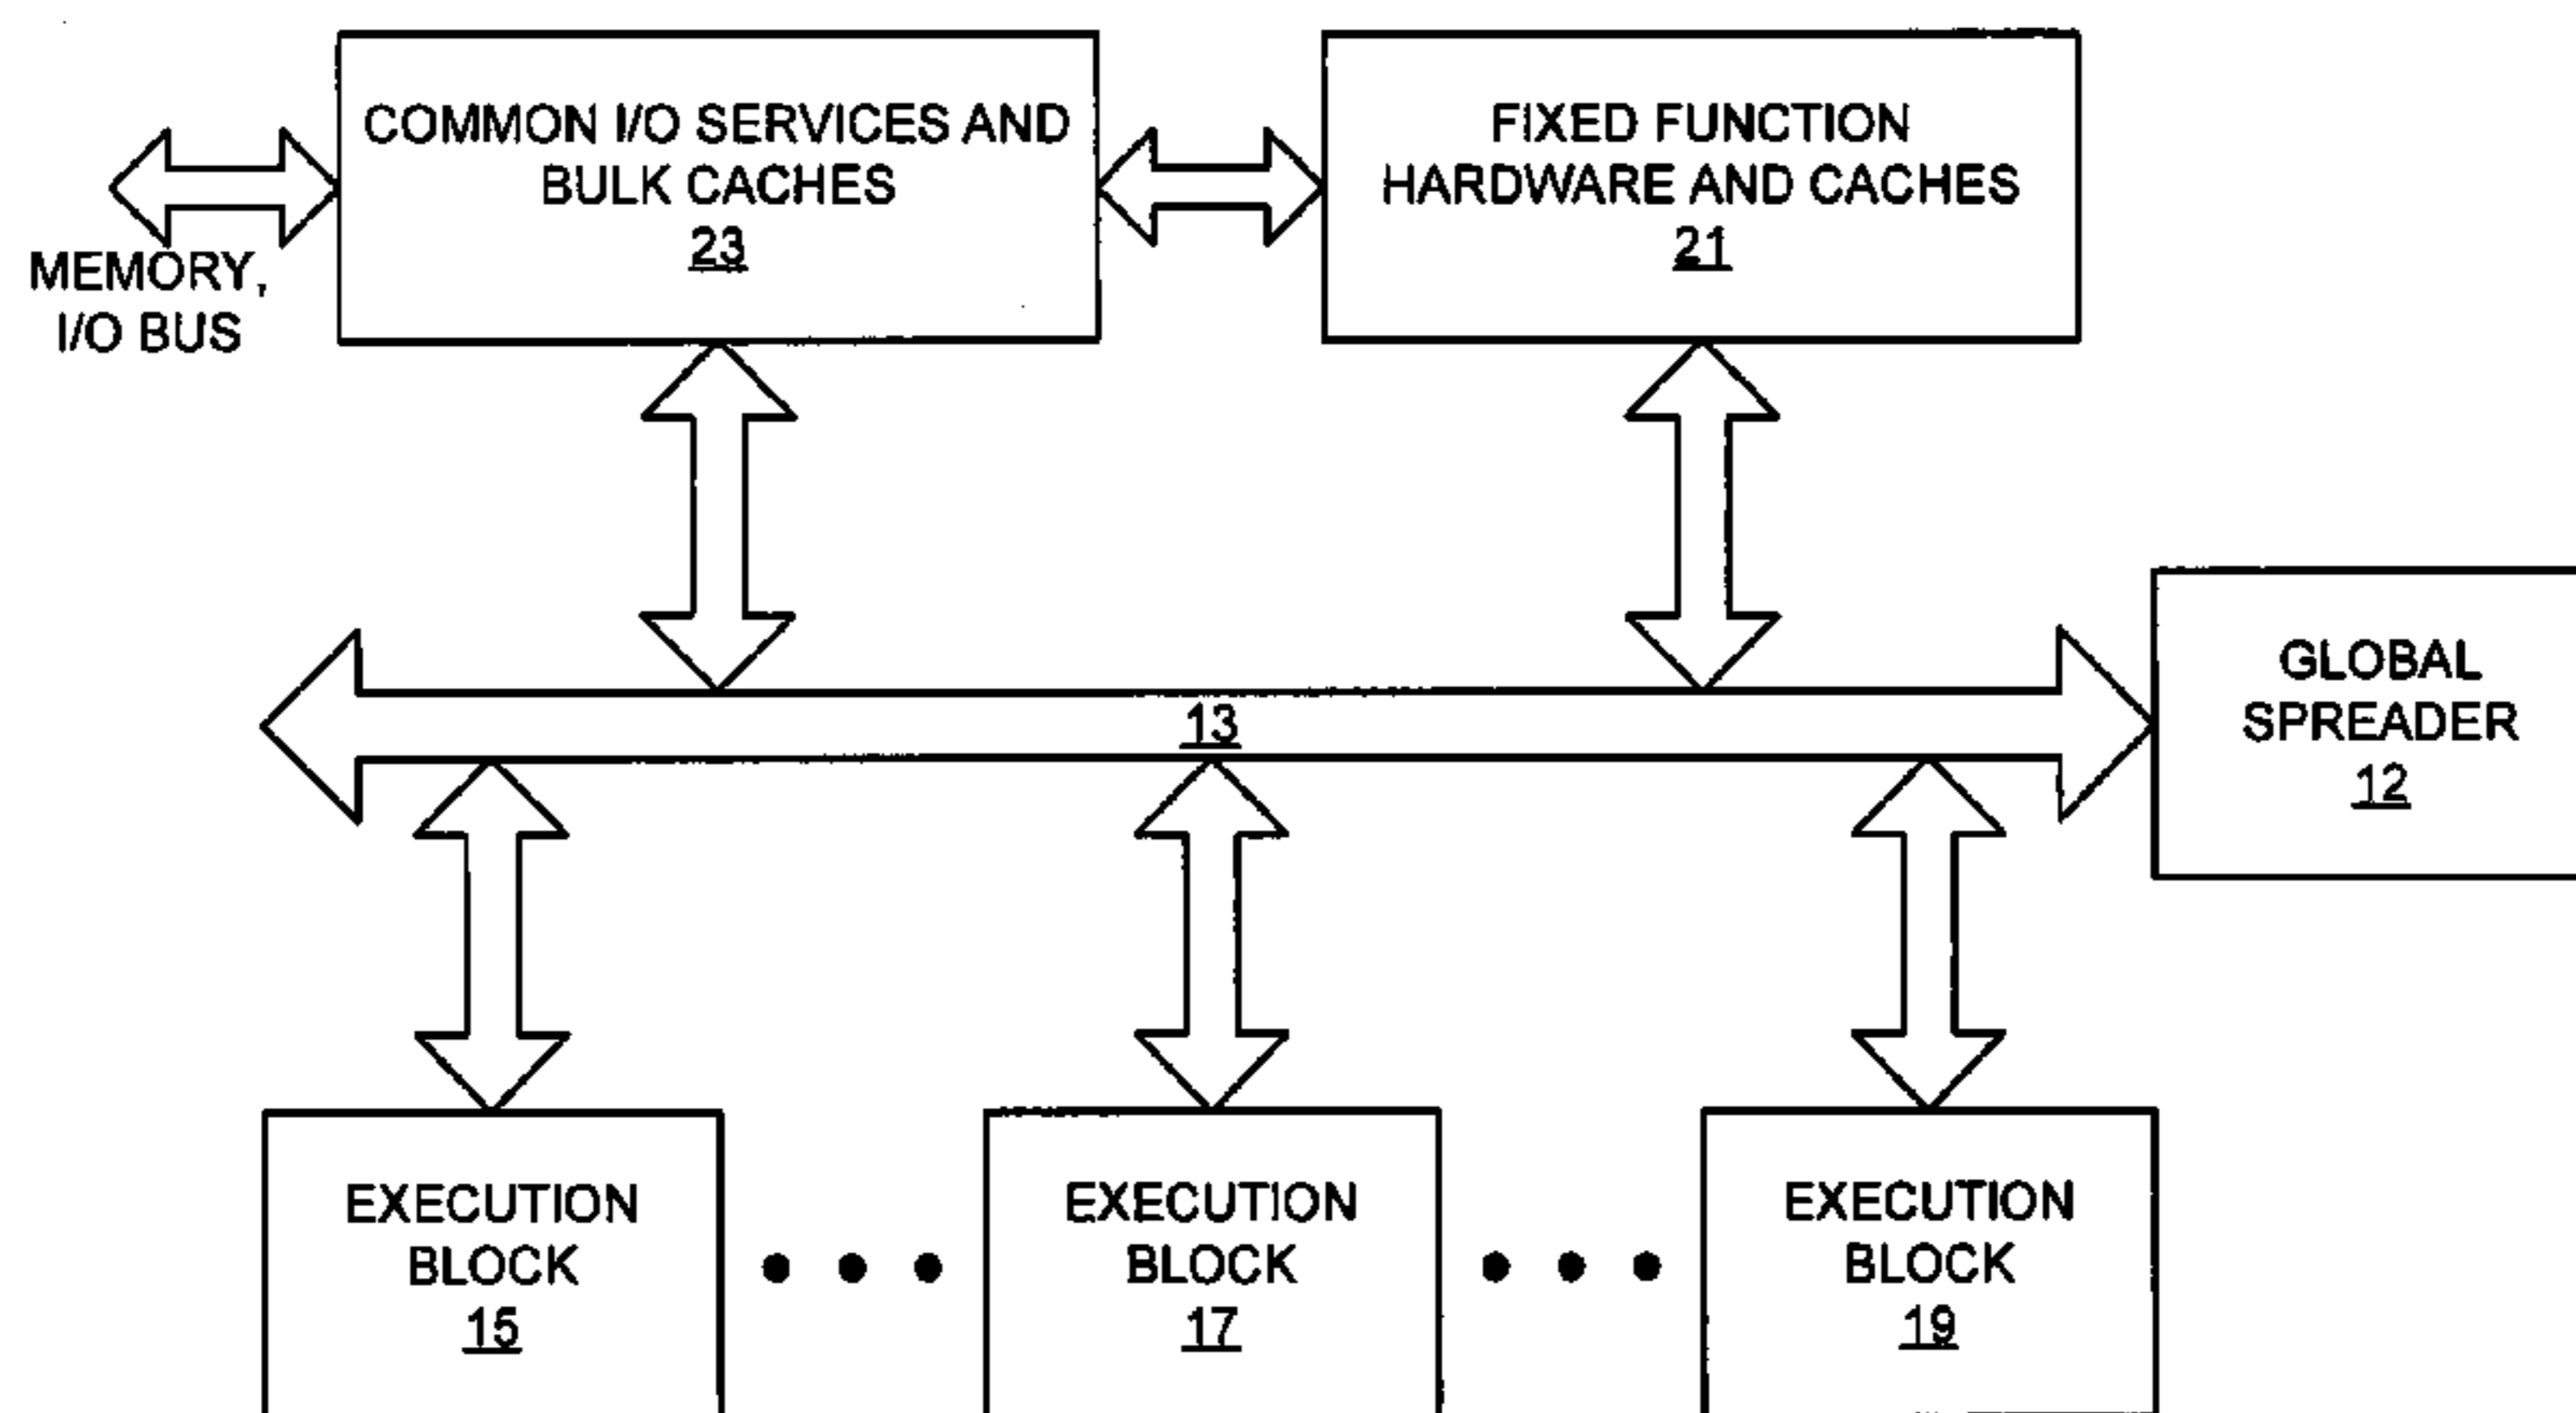 COMMON I/O SERVICES AND
BULK CACHES
23
FIXED FUNCTION
HARDWARE AND CACHES
21
MEMORY,
I/O BUS
GLOBAL
SPREADER
12
13
EXECUTION
BLOCK
15
EXECUTION
BLOCK
17
EXECUTION
BLOCK
19